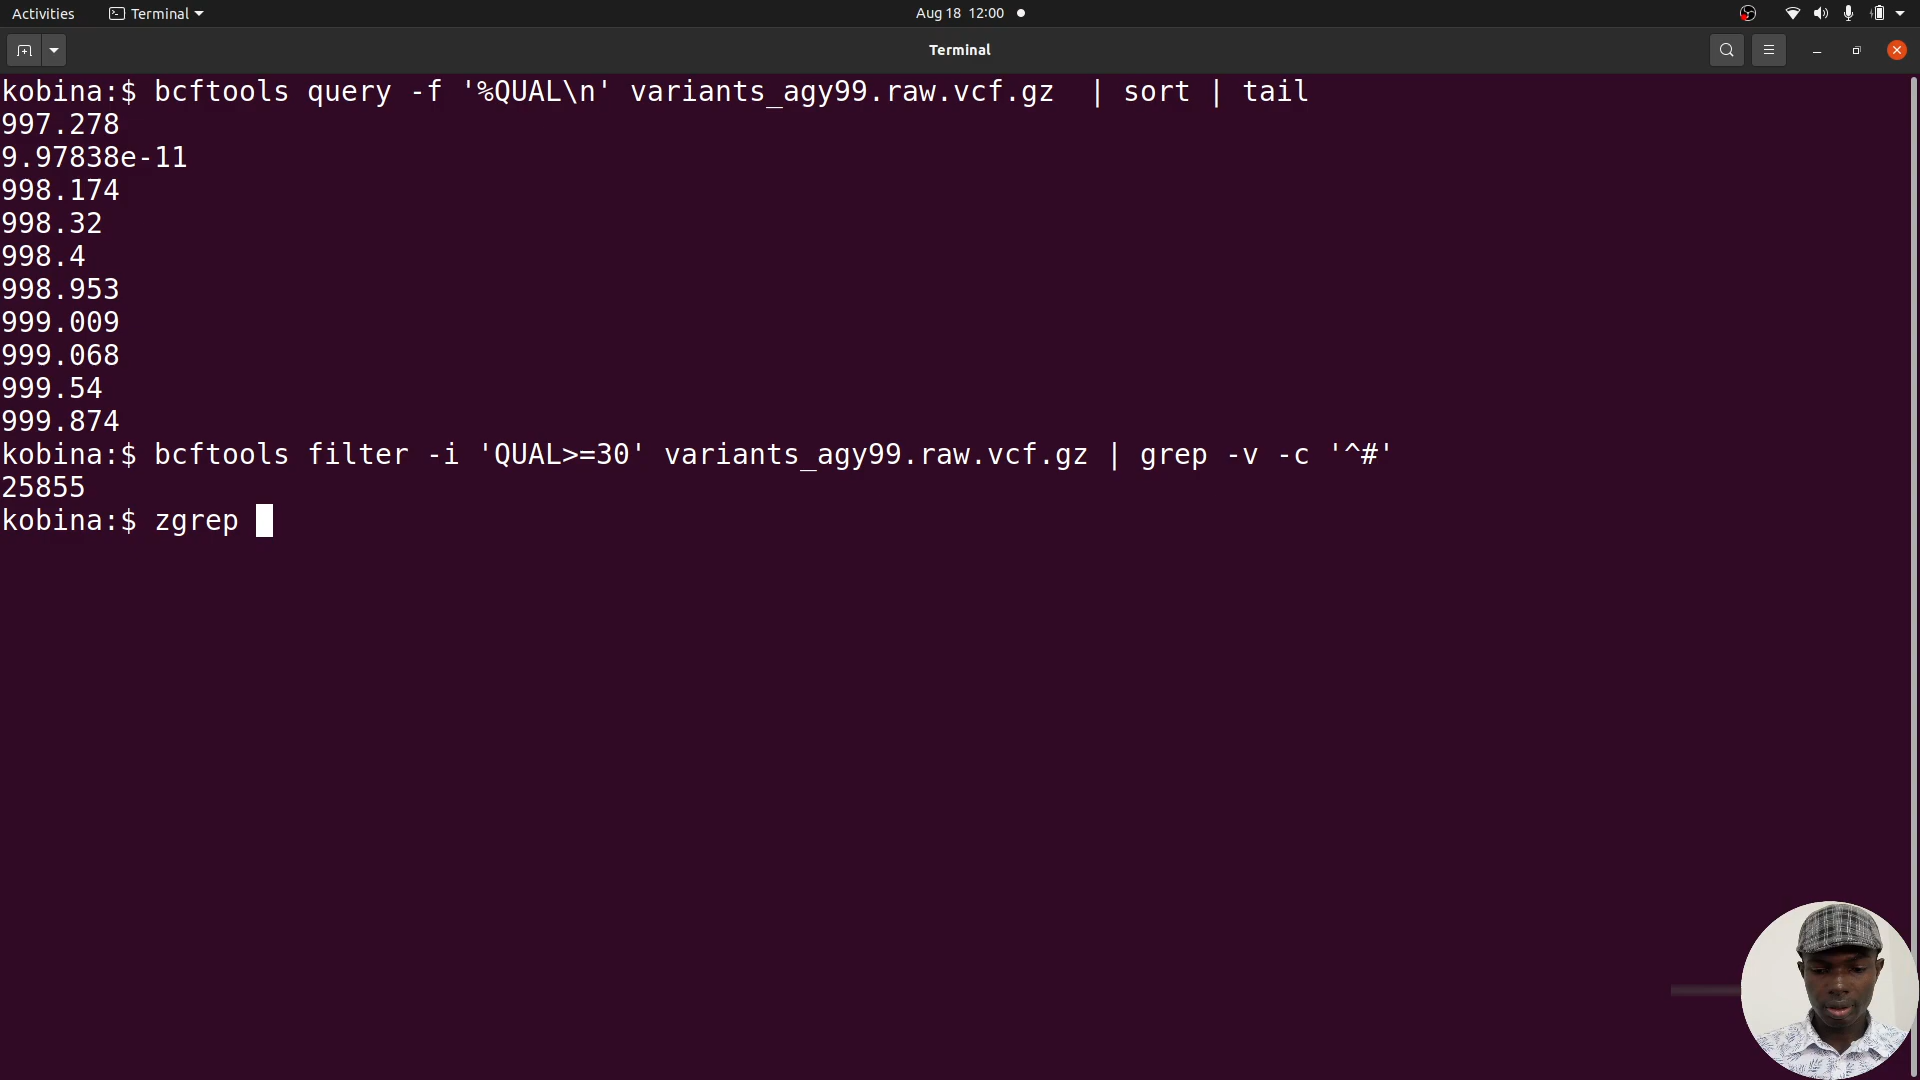 Activities
Terminal
Aug 18 12:00
Terminal
kobina:$ bcftools query -f '%QUAL\n' variants_agy99.raw.vcf.gz  | sort | tail
997.278
9.97838e-11
998.174
998.32
998.4
998.953
999.009
999.068
999.54
999.874
kobina:$ bcftools filter -i 'QUAL>=30' variants_agy99.raw.vcf.gz | grep -v -c '^#'
25855
kobina:$ zgrep